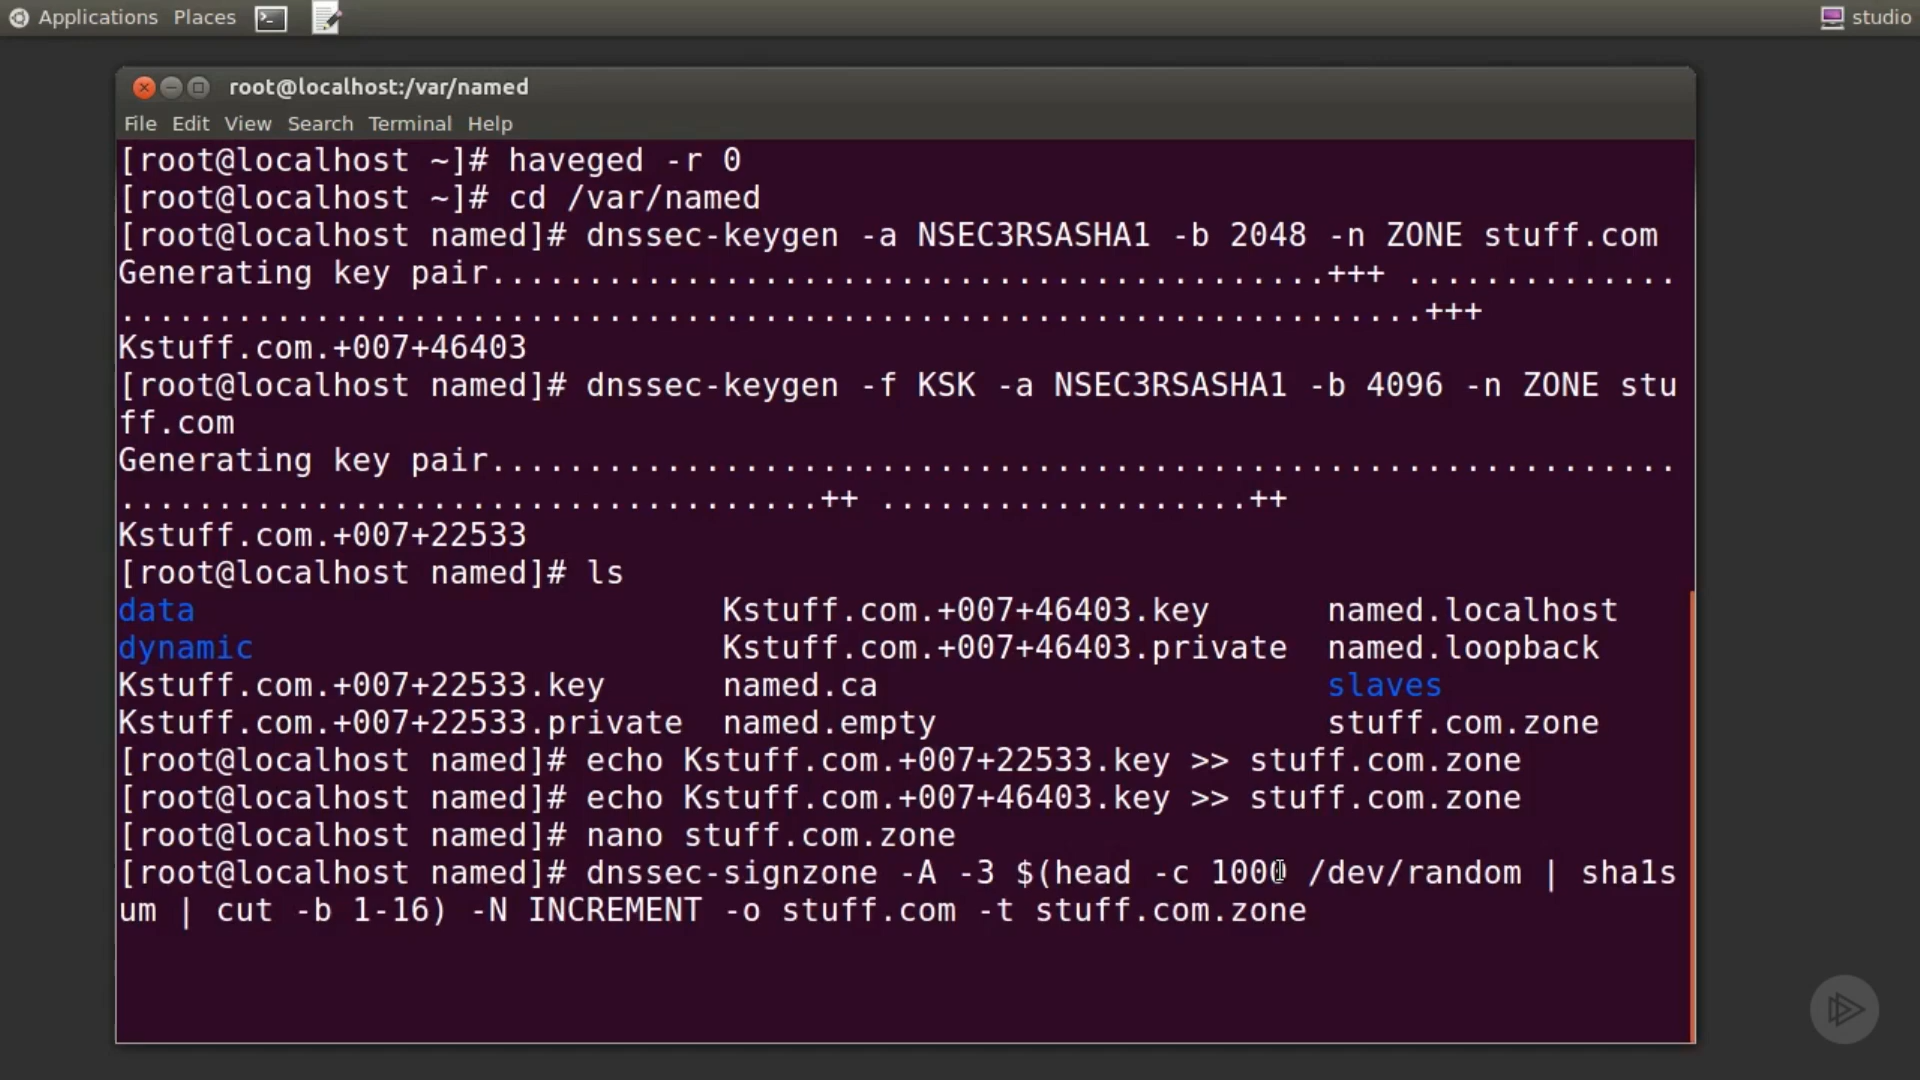 Applications Places studio
root@localhost:/var/named
File Edit View Search Terminal Help
[root@localhost ~]# haveged -r 0
[root@localhost ~]# cd /var/named
[root@localhost named]# dnssec-keygen -a NSEC3RSASHA1 -b 2048 -n ZONE stuff.com
Generating key pair...........................................+++ ..............
...................................................................+++
Kstuff.com.+007+46403
[root@localhost named]# dnssec-keygen -f KSK -a NSEC3RSASHA1 -b 4096 -n ZONE stu
ff.com
Generating key pair.............................................................
....................................++ ...................++
Kstuff.com.+007+22533
[root@localhost named]# ls
data Kstuff.com.+007+46403.key named.localhost
dynamic Kstuff.com.+007+46403.private named.loopback
Kstuff.com.+007+22533.key named.ca slaves
Kstuff.com.+007+22533.private named.empty stuff.com.zone
[root@localhost named]# echo Kstuff.com.+007+22533.key >> stuff.com.zone
[root@localhost named]# echo Kstuff.com.+007+46403.key >> stuff.com.zone
[root@localhost named]# nano stuff.com.zone
[root@localhost named]# dnssec-signzone -A -3 $(head -c 1000 /dev/random | sha1s
um | cut -b 1-16) -N INCREMENT -o stuff.com -t stuff.com.zone